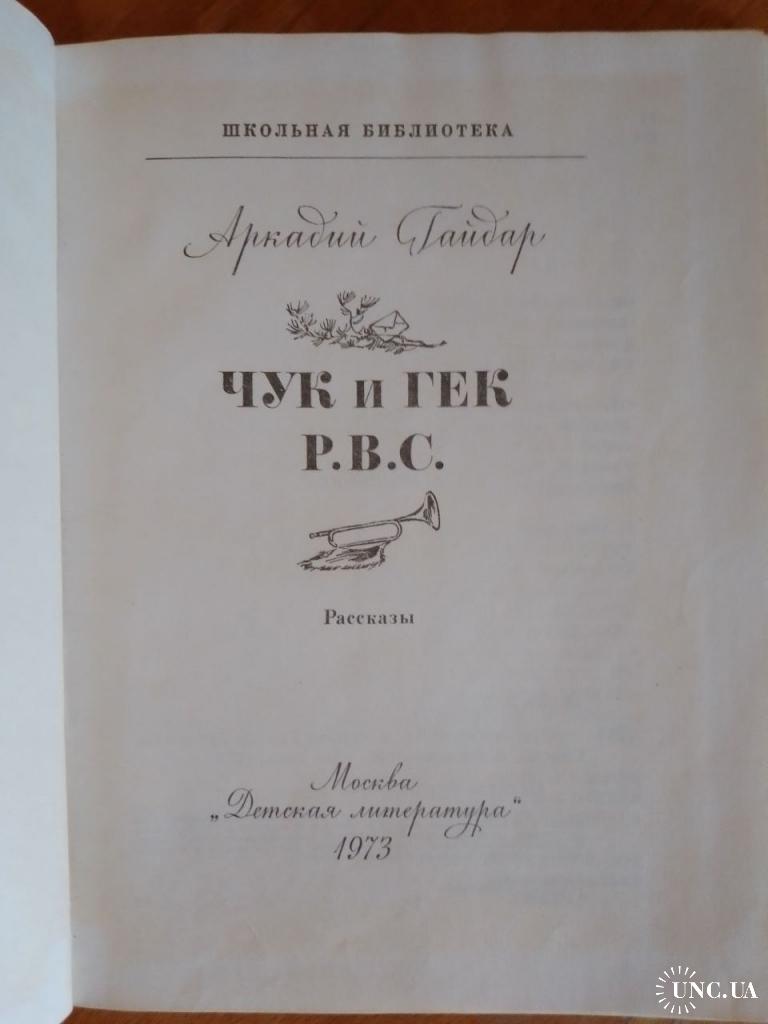 ШКОЛЬНАЯ БИБЛИОТЕКА
Аркадий Гайдар
ЧУК и ГЕК
Р.В.С.
Рассказы
Москва
„Детская литература“
1973
UNC.UA